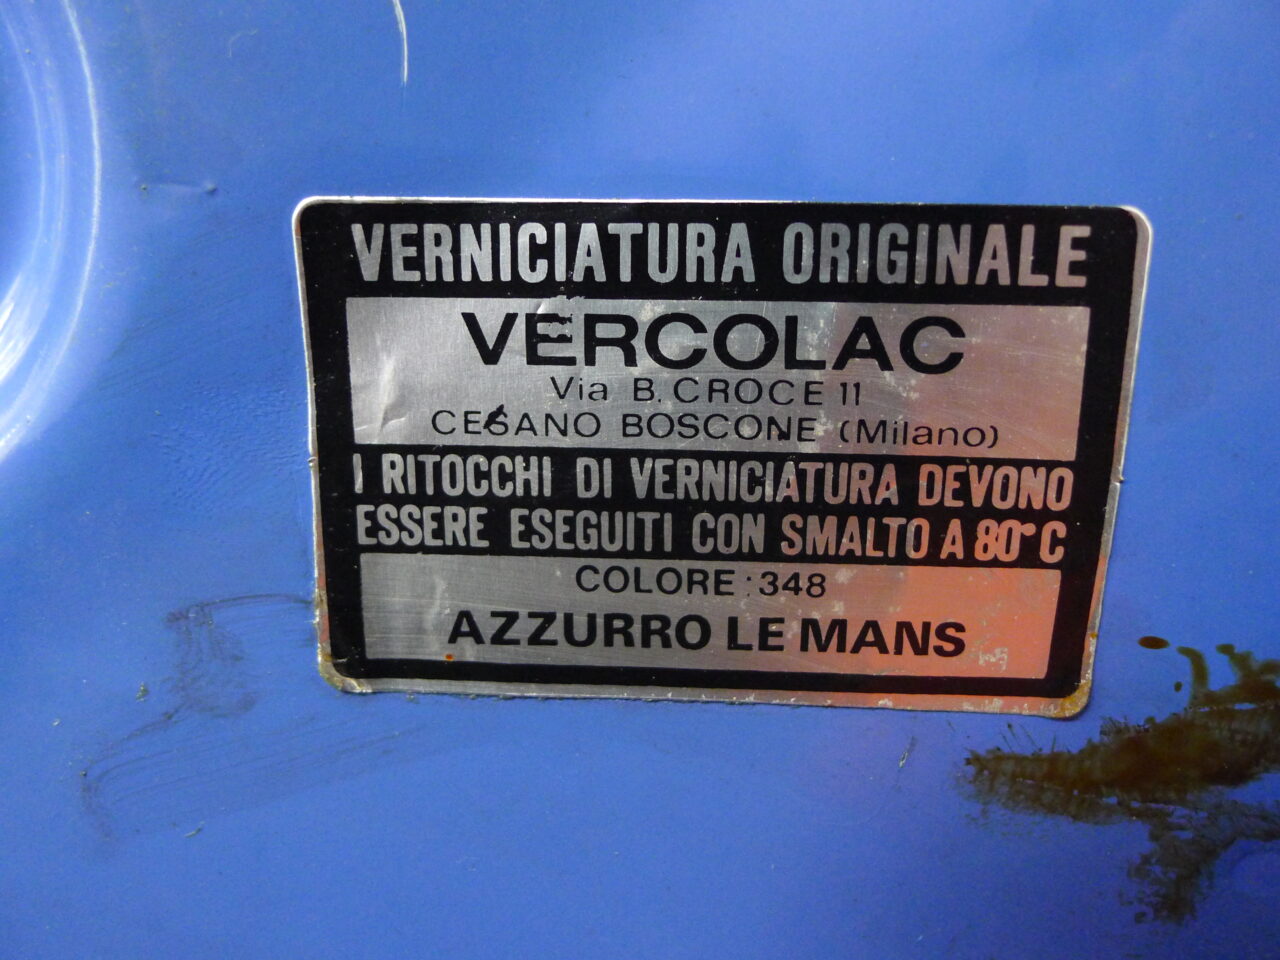 VERNICIATURA ORIGINALE
VERCOLAC
Via B. CROCE 11
CESANO BOSCONE (Milano)
I RITOCCHI DI VERNICIATURA DEVONO
ESSERE ESEGUITI CON SMALTO A 80° C
COLORE : 348
AZZURRO LE MANS